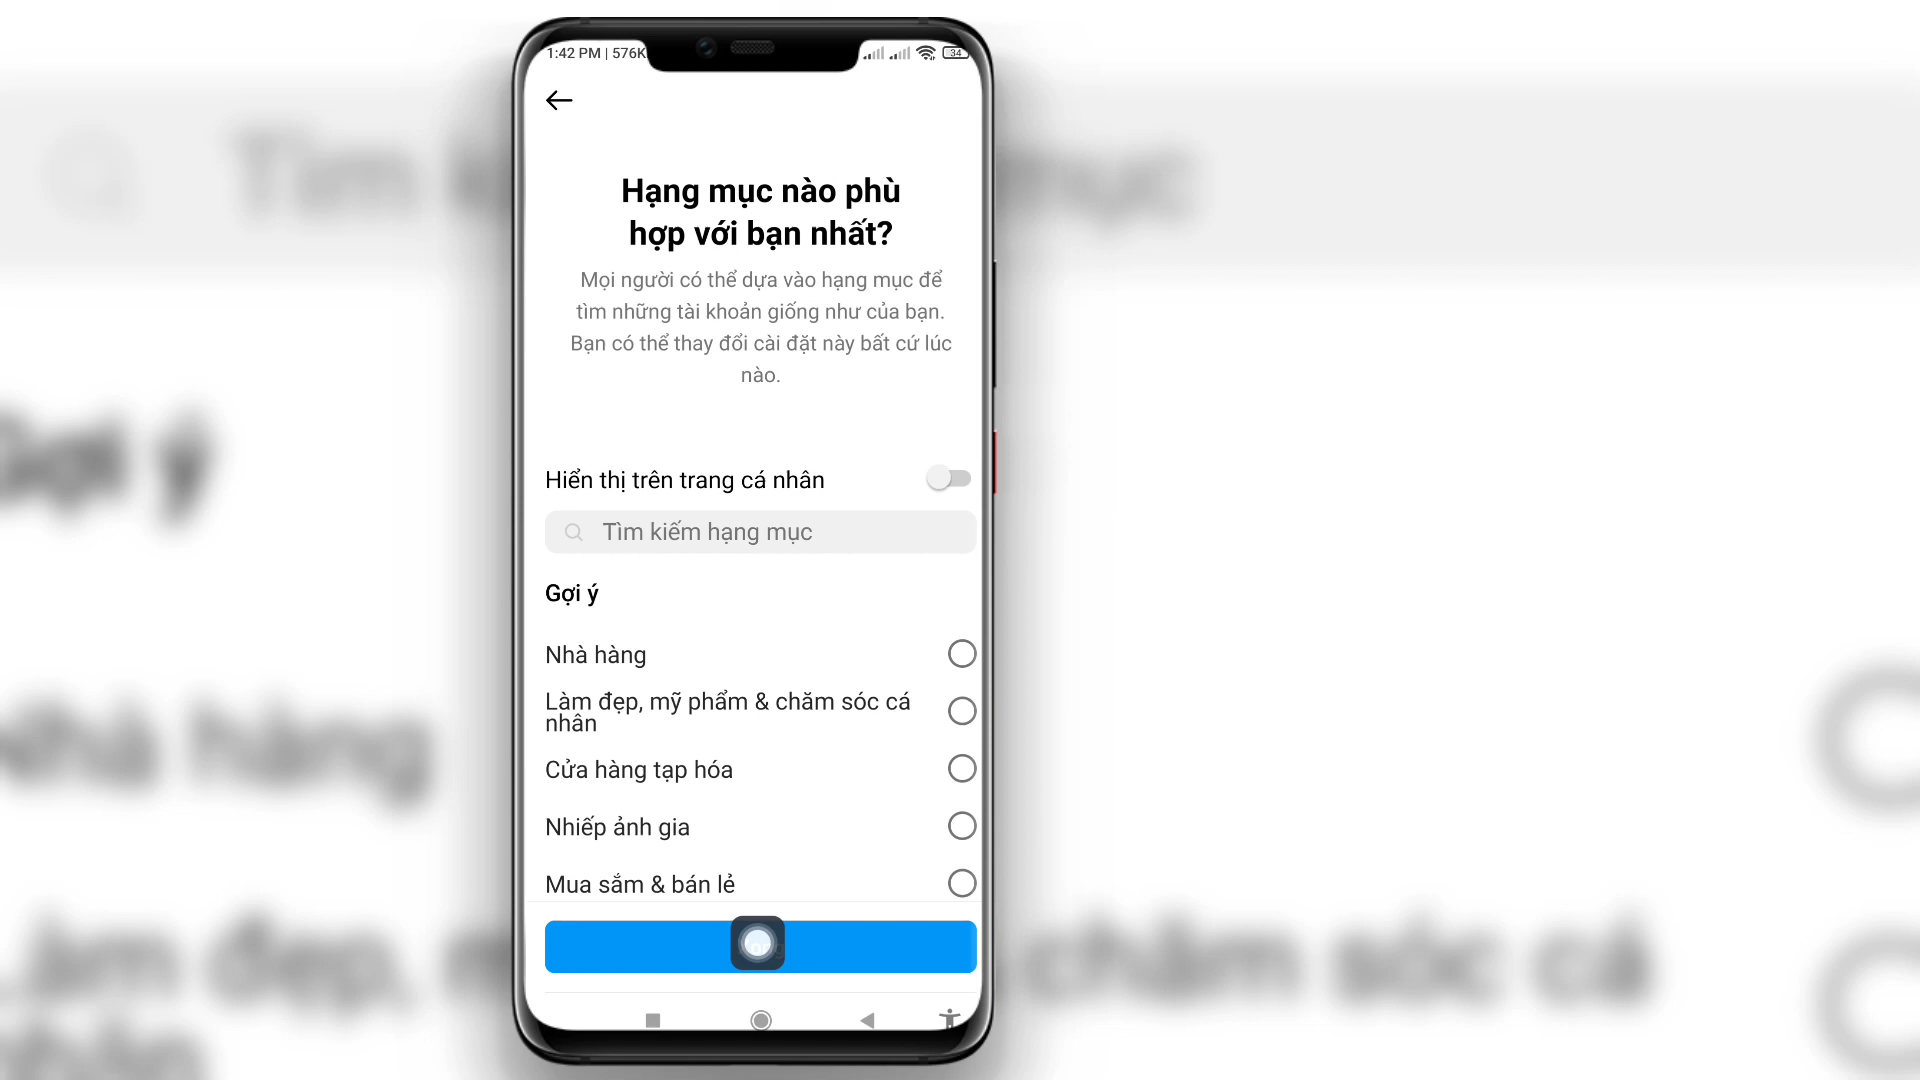 1:42 PM | 576K
34
Hạng mục nào phù
hợp với bạn nhất?
Mọi người có thể dựa vào hạng mục để
tìm những tài khoản giống như của bạn.
Bạn có thể thay đổi cài đặt này bất cứ lúc
nào.
Hiển thị trên trang cá nhân
Tìm kiếm hạng mục
Gợi ý
Nhà hàng
Làm đẹp, mỹ phẩm & chăm sóc cá
nhân
Cửa hàng tạp hóa
Nhiếp ảnh gia
Mua sắm & bán lẻ